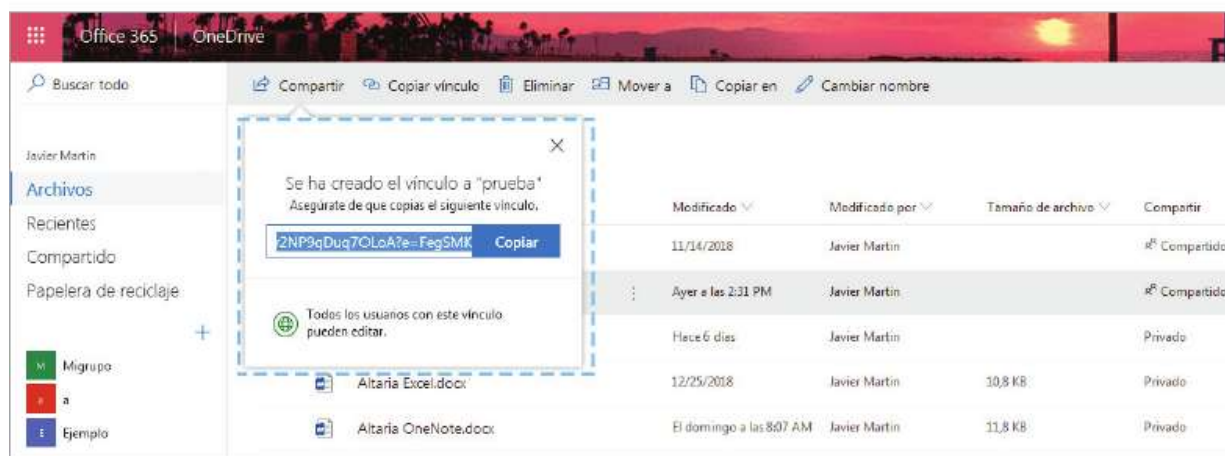 Office 365 OneDrive
Buscar todo
Compartir Copiar vínculo Eliminar Mover a Copiar en Cambiar nombre
Javier Martin
Archivos
Recientes
Compartido
Papelera de reciclaje
M Migrupo
a a
E Ejemplo
Se ha creado el vínculo a "prueba"
Asegúrate de que copias el siguiente vínculo.
2NP9qDuq7OLoA?e=FegSMK Copiar
Todos los usuarios con este vínculo
pueden editar.
Modificado Modificado por Tamaño de archivo Compartir
11/14/2018 Javier Martin Compartido
Ayer a las 2:31 PM Javier Martin Compartido
Hace 6 días Javier Martin Privado
Altaria Excel.docx 12/25/2018 Javier Martin 10,8 KB Privado
Altaria OneNote.docx El domingo a las 8:07 AM Javier Martin 11,8 KB Privado